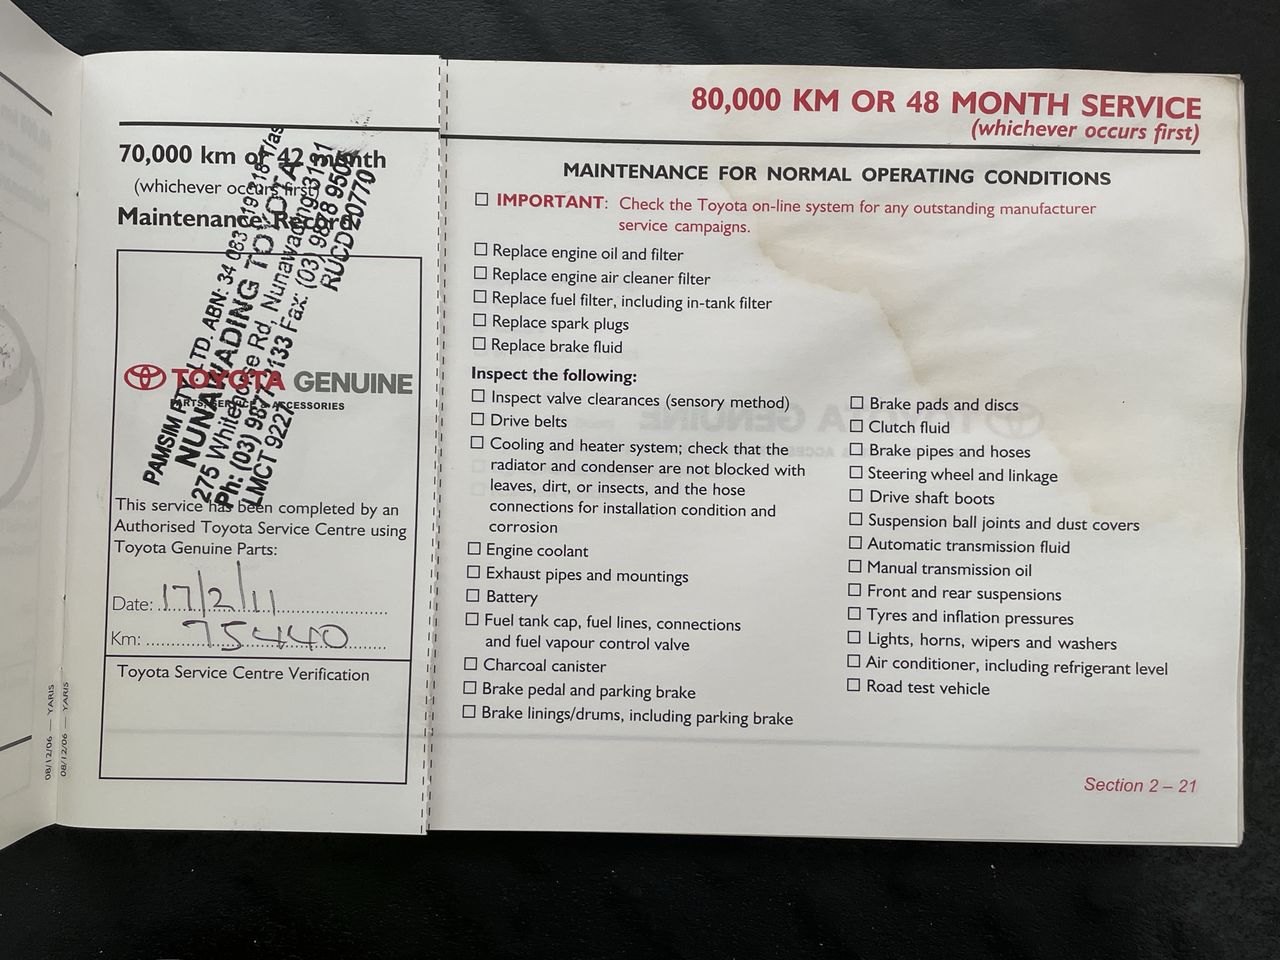 70,000 km or 42 month
(whichever occurs first)
Maintenance Record
PAMSIM PTY LTD. ABN: 34 083 T/as
NUNAWADING TOYOTA
275 Whitehorse Rd, Nunawading 3131
Ph: (03) 9877 3133 Fax: (03) 9878 9505
LMCT 9227 RUCD207707
TOYOTA GENUINE
PARTS, SERVICE & ACCESSORIES
This service has been completed by an
Authorised Toyota Service Centre using
Toyota Genuine Parts:
Date: 17/2/11
Km: 75440
Toyota Service Centre Verification
08/12/06 — YARIS
08/12/06 — YARIS
80,000 KM OR 48 MONTH SERVICE
(whichever occurs first)
MAINTENANCE FOR NORMAL OPERATING CONDITIONS
☐ IMPORTANT: Check the Toyota on-line system for any outstanding manufacturer
service campaigns.
☐ Replace engine oil and filter
☐ Replace engine air cleaner filter
☐ Replace fuel filter, including in-tank filter
☐ Replace spark plugs
☐ Replace brake fluid
Inspect the following:
☐ Inspect valve clearances (sensory method)
☐ Drive belts
☐ Cooling and heater system; check that the
radiator and condenser are not blocked with
leaves, dirt, or insects, and the hose
connections for installation condition and
corrosion
☐ Engine coolant
☐ Exhaust pipes and mountings
☐ Battery
☐ Fuel tank cap, fuel lines, connections
and fuel vapour control valve
☐ Charcoal canister
☐ Brake pedal and parking brake
☐ Brake linings/drums, including parking brake
☐ Brake pads and discs
☐ Clutch fluid
☐ Brake pipes and hoses
☐ Steering wheel and linkage
☐ Drive shaft boots
☐ Suspension ball joints and dust covers
☐ Automatic transmission fluid
☐ Manual transmission oil
☐ Front and rear suspensions
☐ Tyres and inflation pressures
☐ Lights, horns, wipers and washers
☐ Air conditioner, including refrigerant level
☐ Road test vehicle
Section 2 – 21